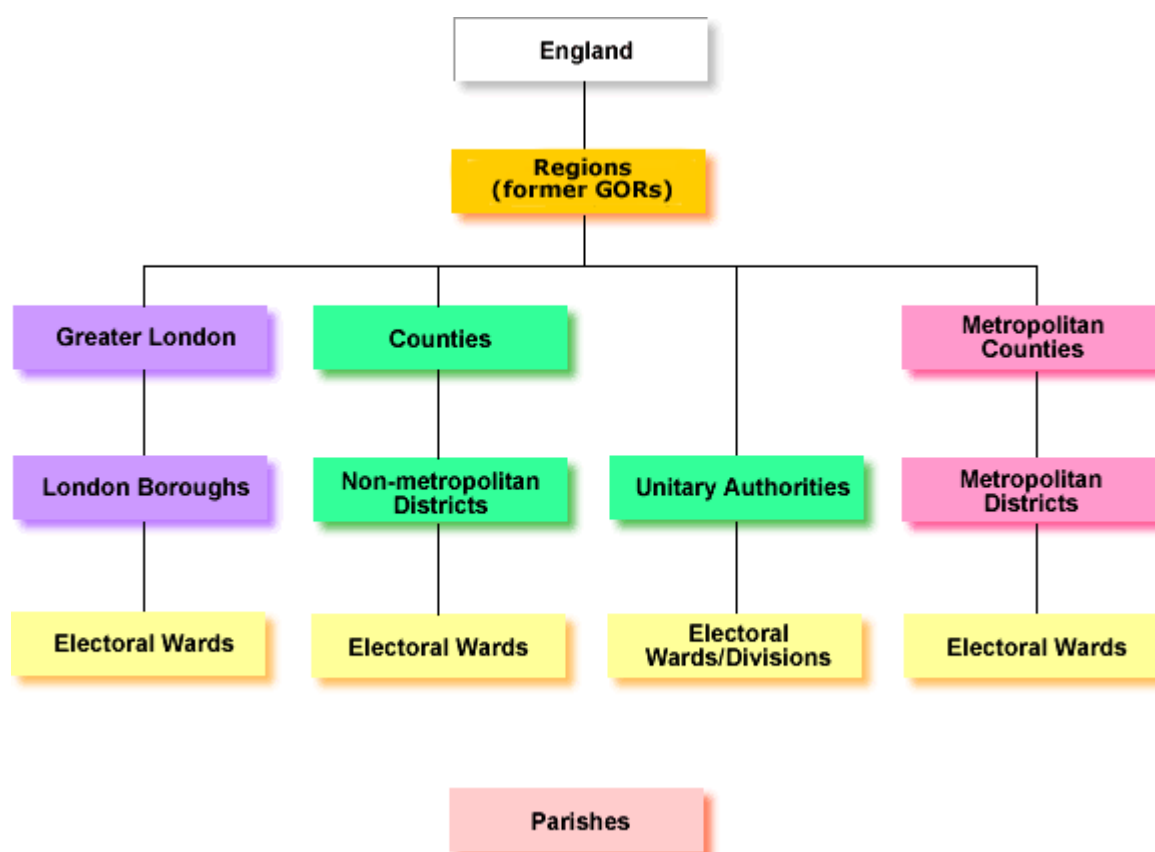 England
Regions
(former GORs)
Greater London
Counties
Metropolitan
Counties
London Boroughs
Non-metropolitan
Districts
Unitary Authorities
Metropolitan
Districts
Electoral Wards
Electoral Wards
Electoral
Wards/Divisions
Electoral Wards
Parishes